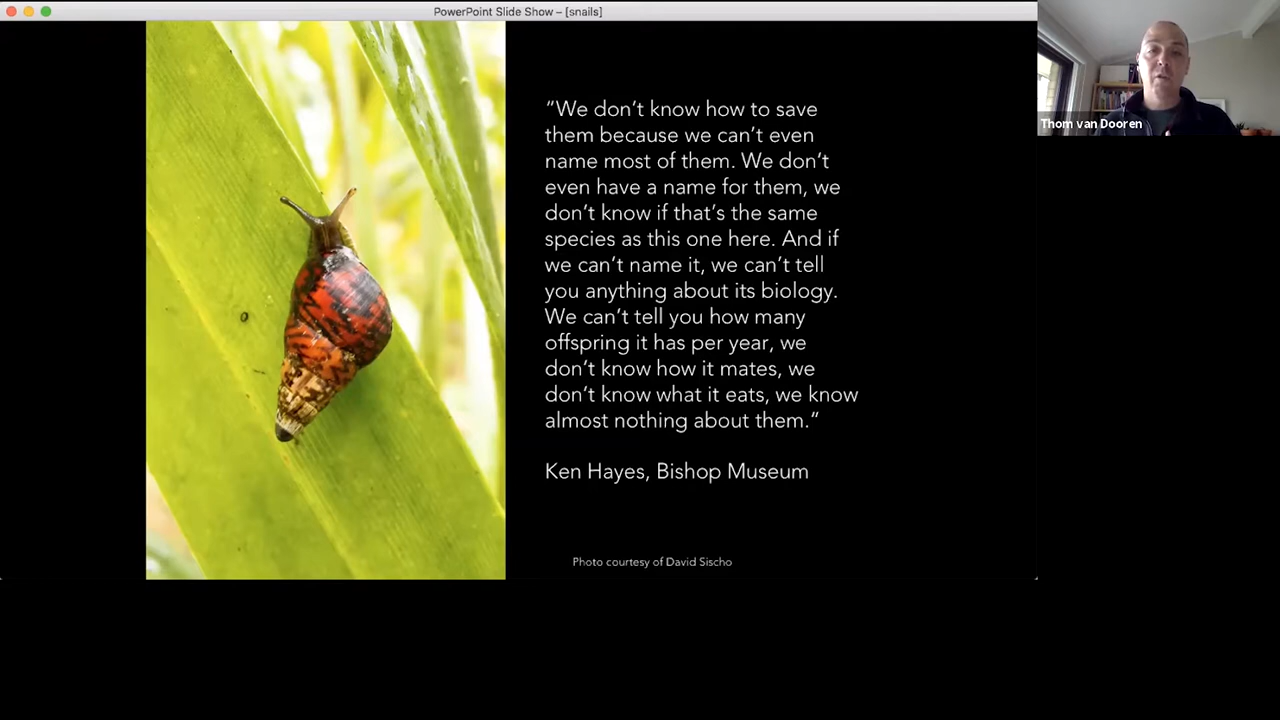 PowerPoint Slide Show – [snails]
“We don’t know how to save
them because we can’t even
name most of them. We don’t
even have a name for them, we
don’t know if that’s the same
species as this one here. And if
we can’t name it, we can’t tell
you anything about its biology.
We can’t tell you how many
offspring it has per year, we
don’t know how it mates, we
don’t know what it eats, we know
almost nothing about them.”
Ken Hayes, Bishop Museum
Photo courtesy of David Sischo
Thom van Dooren